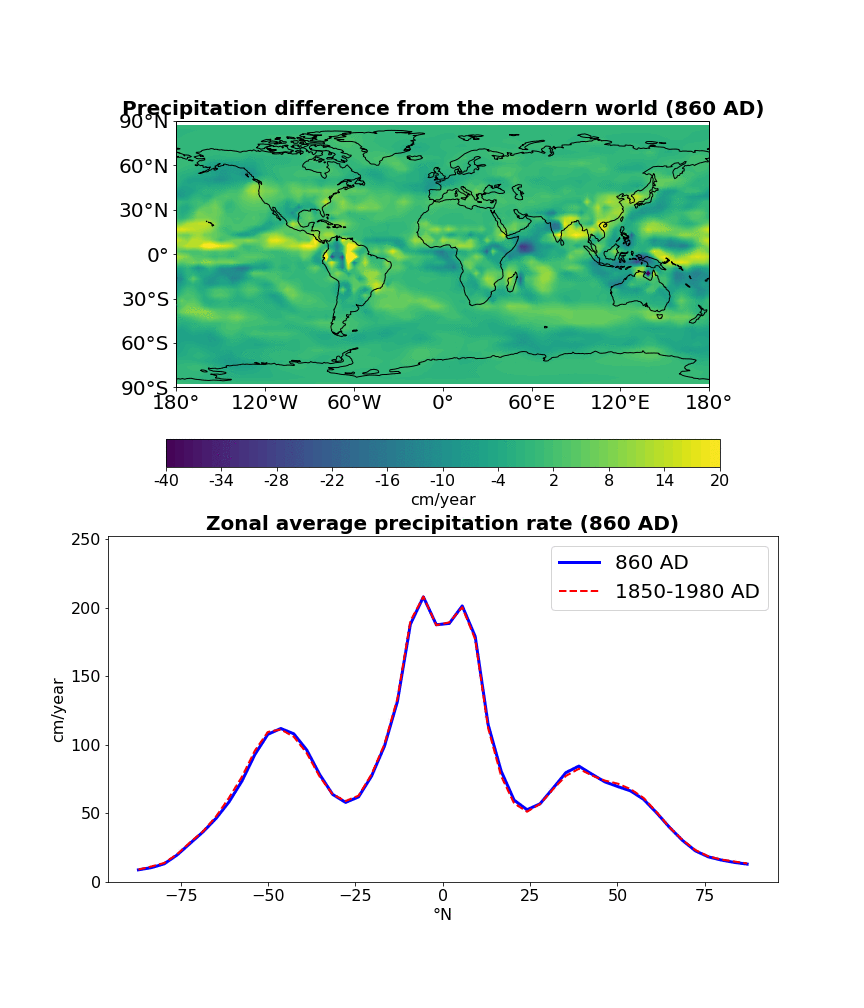 Precipitation difference from the modern world (860 AD)
90°N
60°N
30°N
0°
30°S
60°S
90°S
180° 120°W 60°W 0° 60°E 120°E 180°
-40 -34 -28 -22 -16 -10 -4 2 8 14 20
cm/year
Zonal average precipitation rate (860 AD)
250
200
150
100
50
0
cm/year
860 AD
1850-1980 AD
−75 −50 −25 0 25 50 75
°N